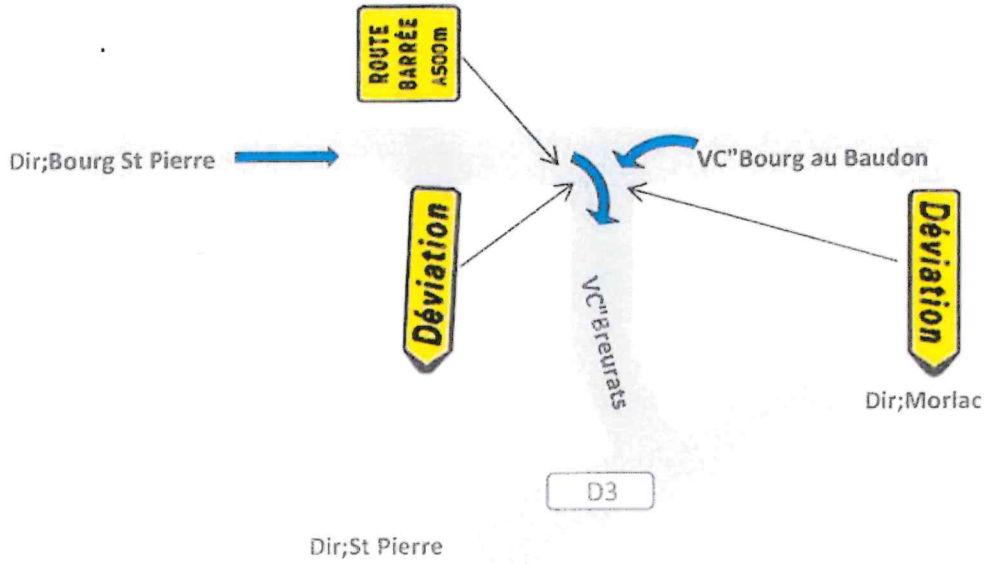 ROUTE
BARRÉE
A500m
Dir;Bourg St Pierre
VC"Bourg au Baudon
Déviation
Déviation
VC"Breurats
Dir;Morlac
D3
Dir;St Pierre